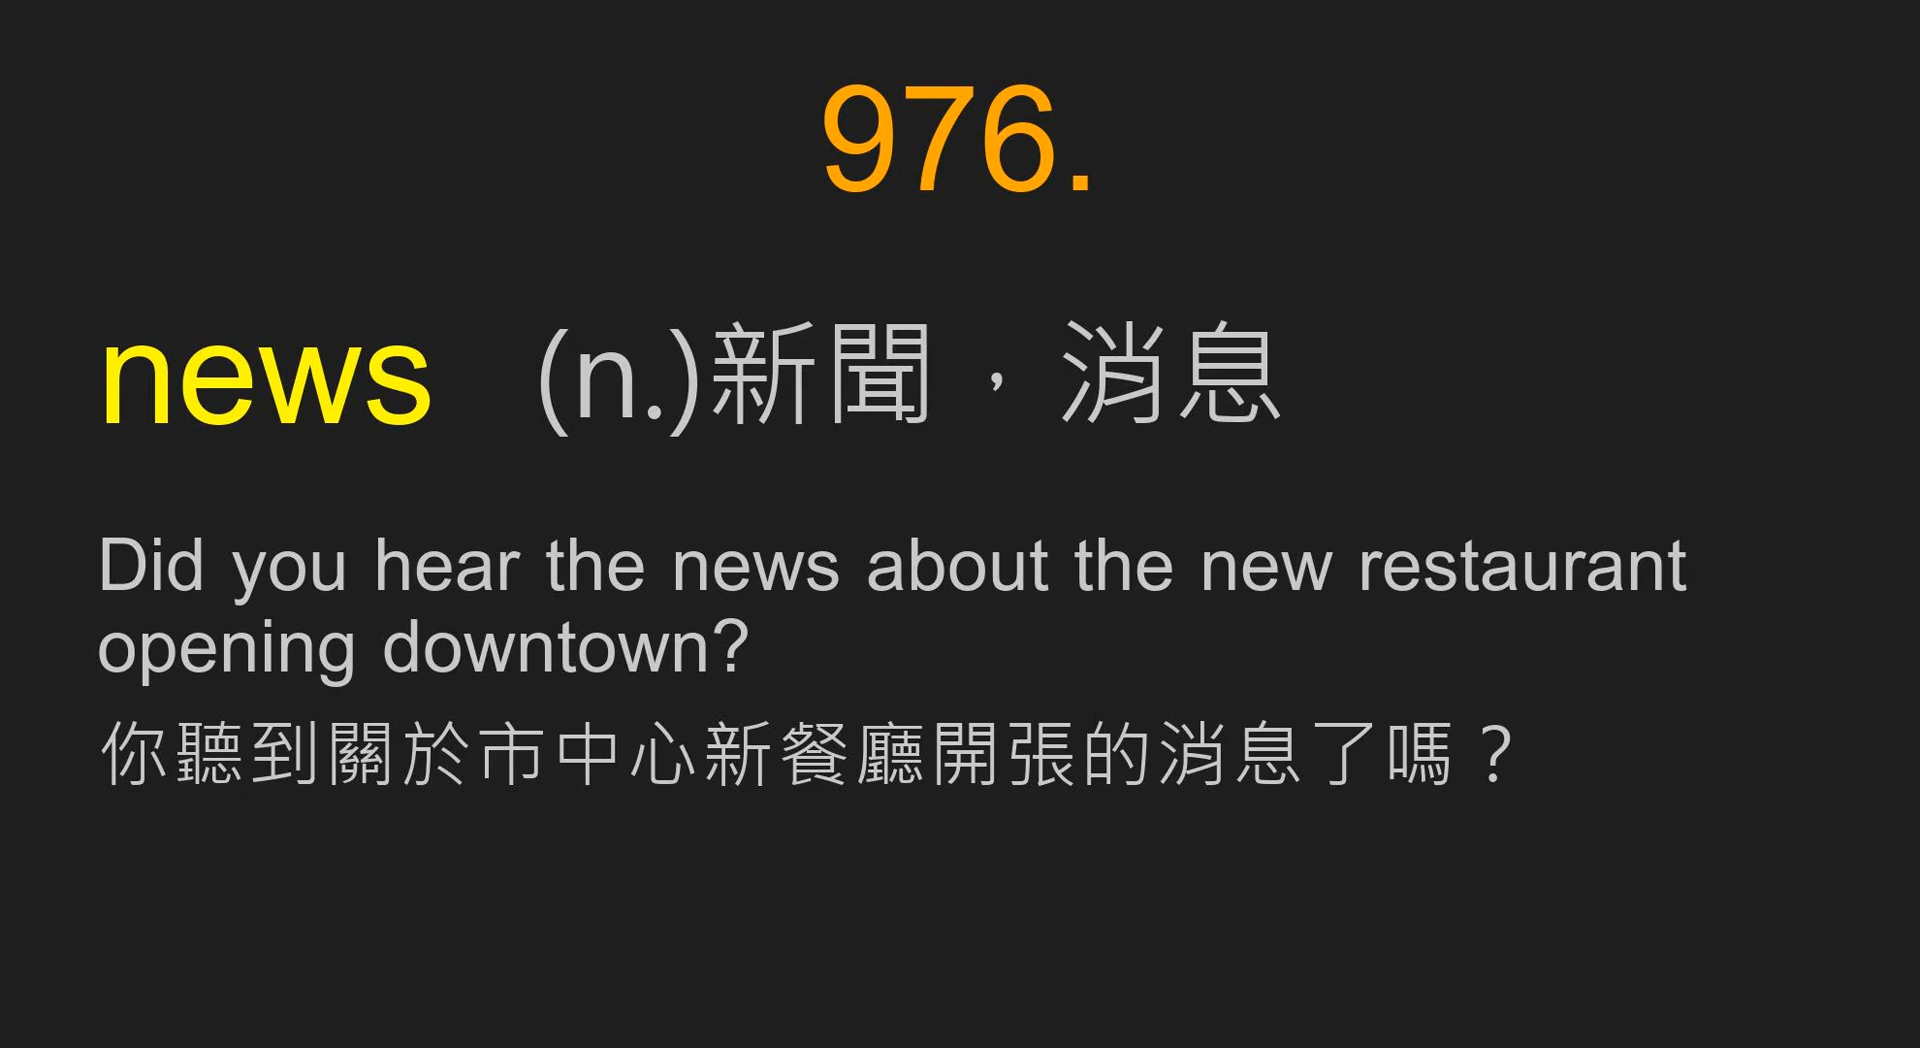 976.
news (n.)新聞，消息
Did you hear the news about the new restaurant
opening downtown?
你聽到關於市中心新餐廳開張的消息了嗎？